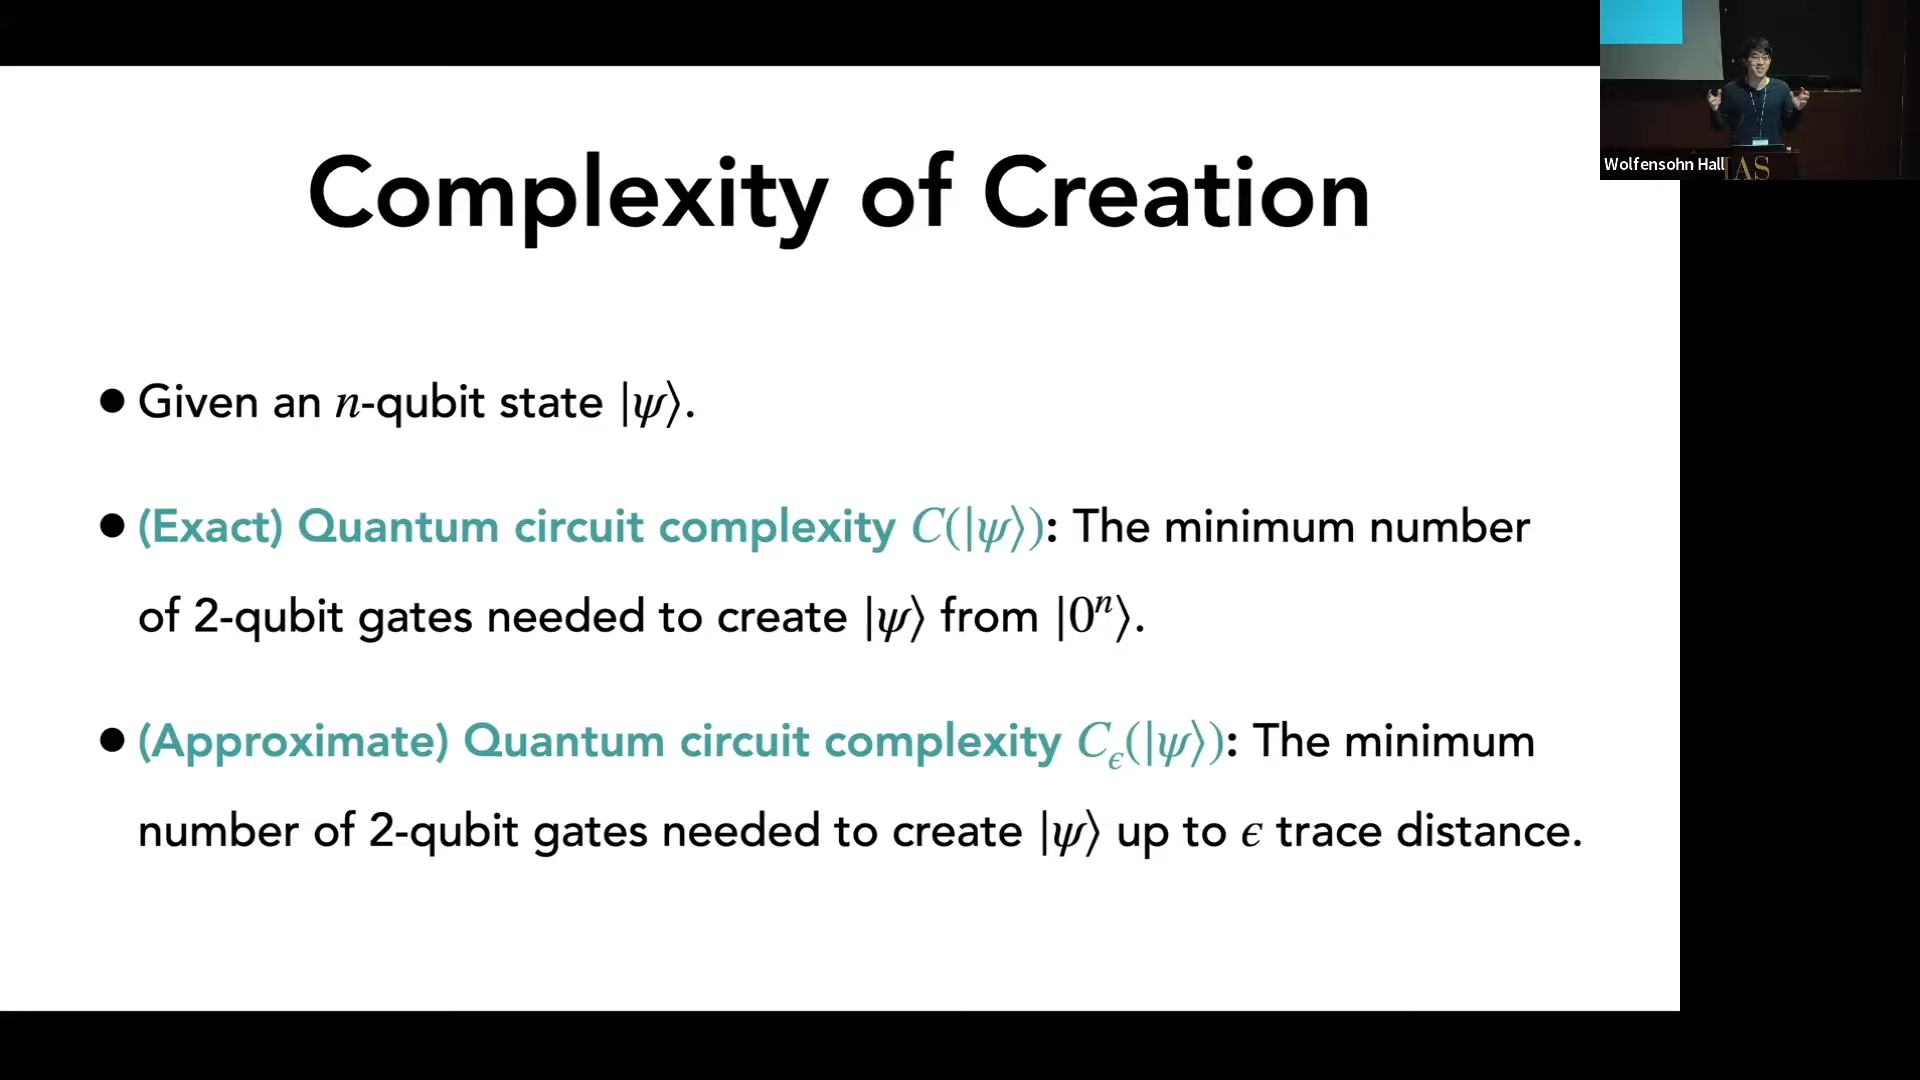 Complexity of Creation
Wolfensohn Hall
IAS
● Given an n-qubit state |ψ⟩.
● (Exact) Quantum circuit complexity C(|ψ⟩): The minimum number
of 2-qubit gates needed to create |ψ⟩ from |0ⁿ⟩.
● (Approximate) Quantum circuit complexity C_ϵ(|ψ⟩): The minimum
number of 2-qubit gates needed to create |ψ⟩ up to ϵ trace distance.